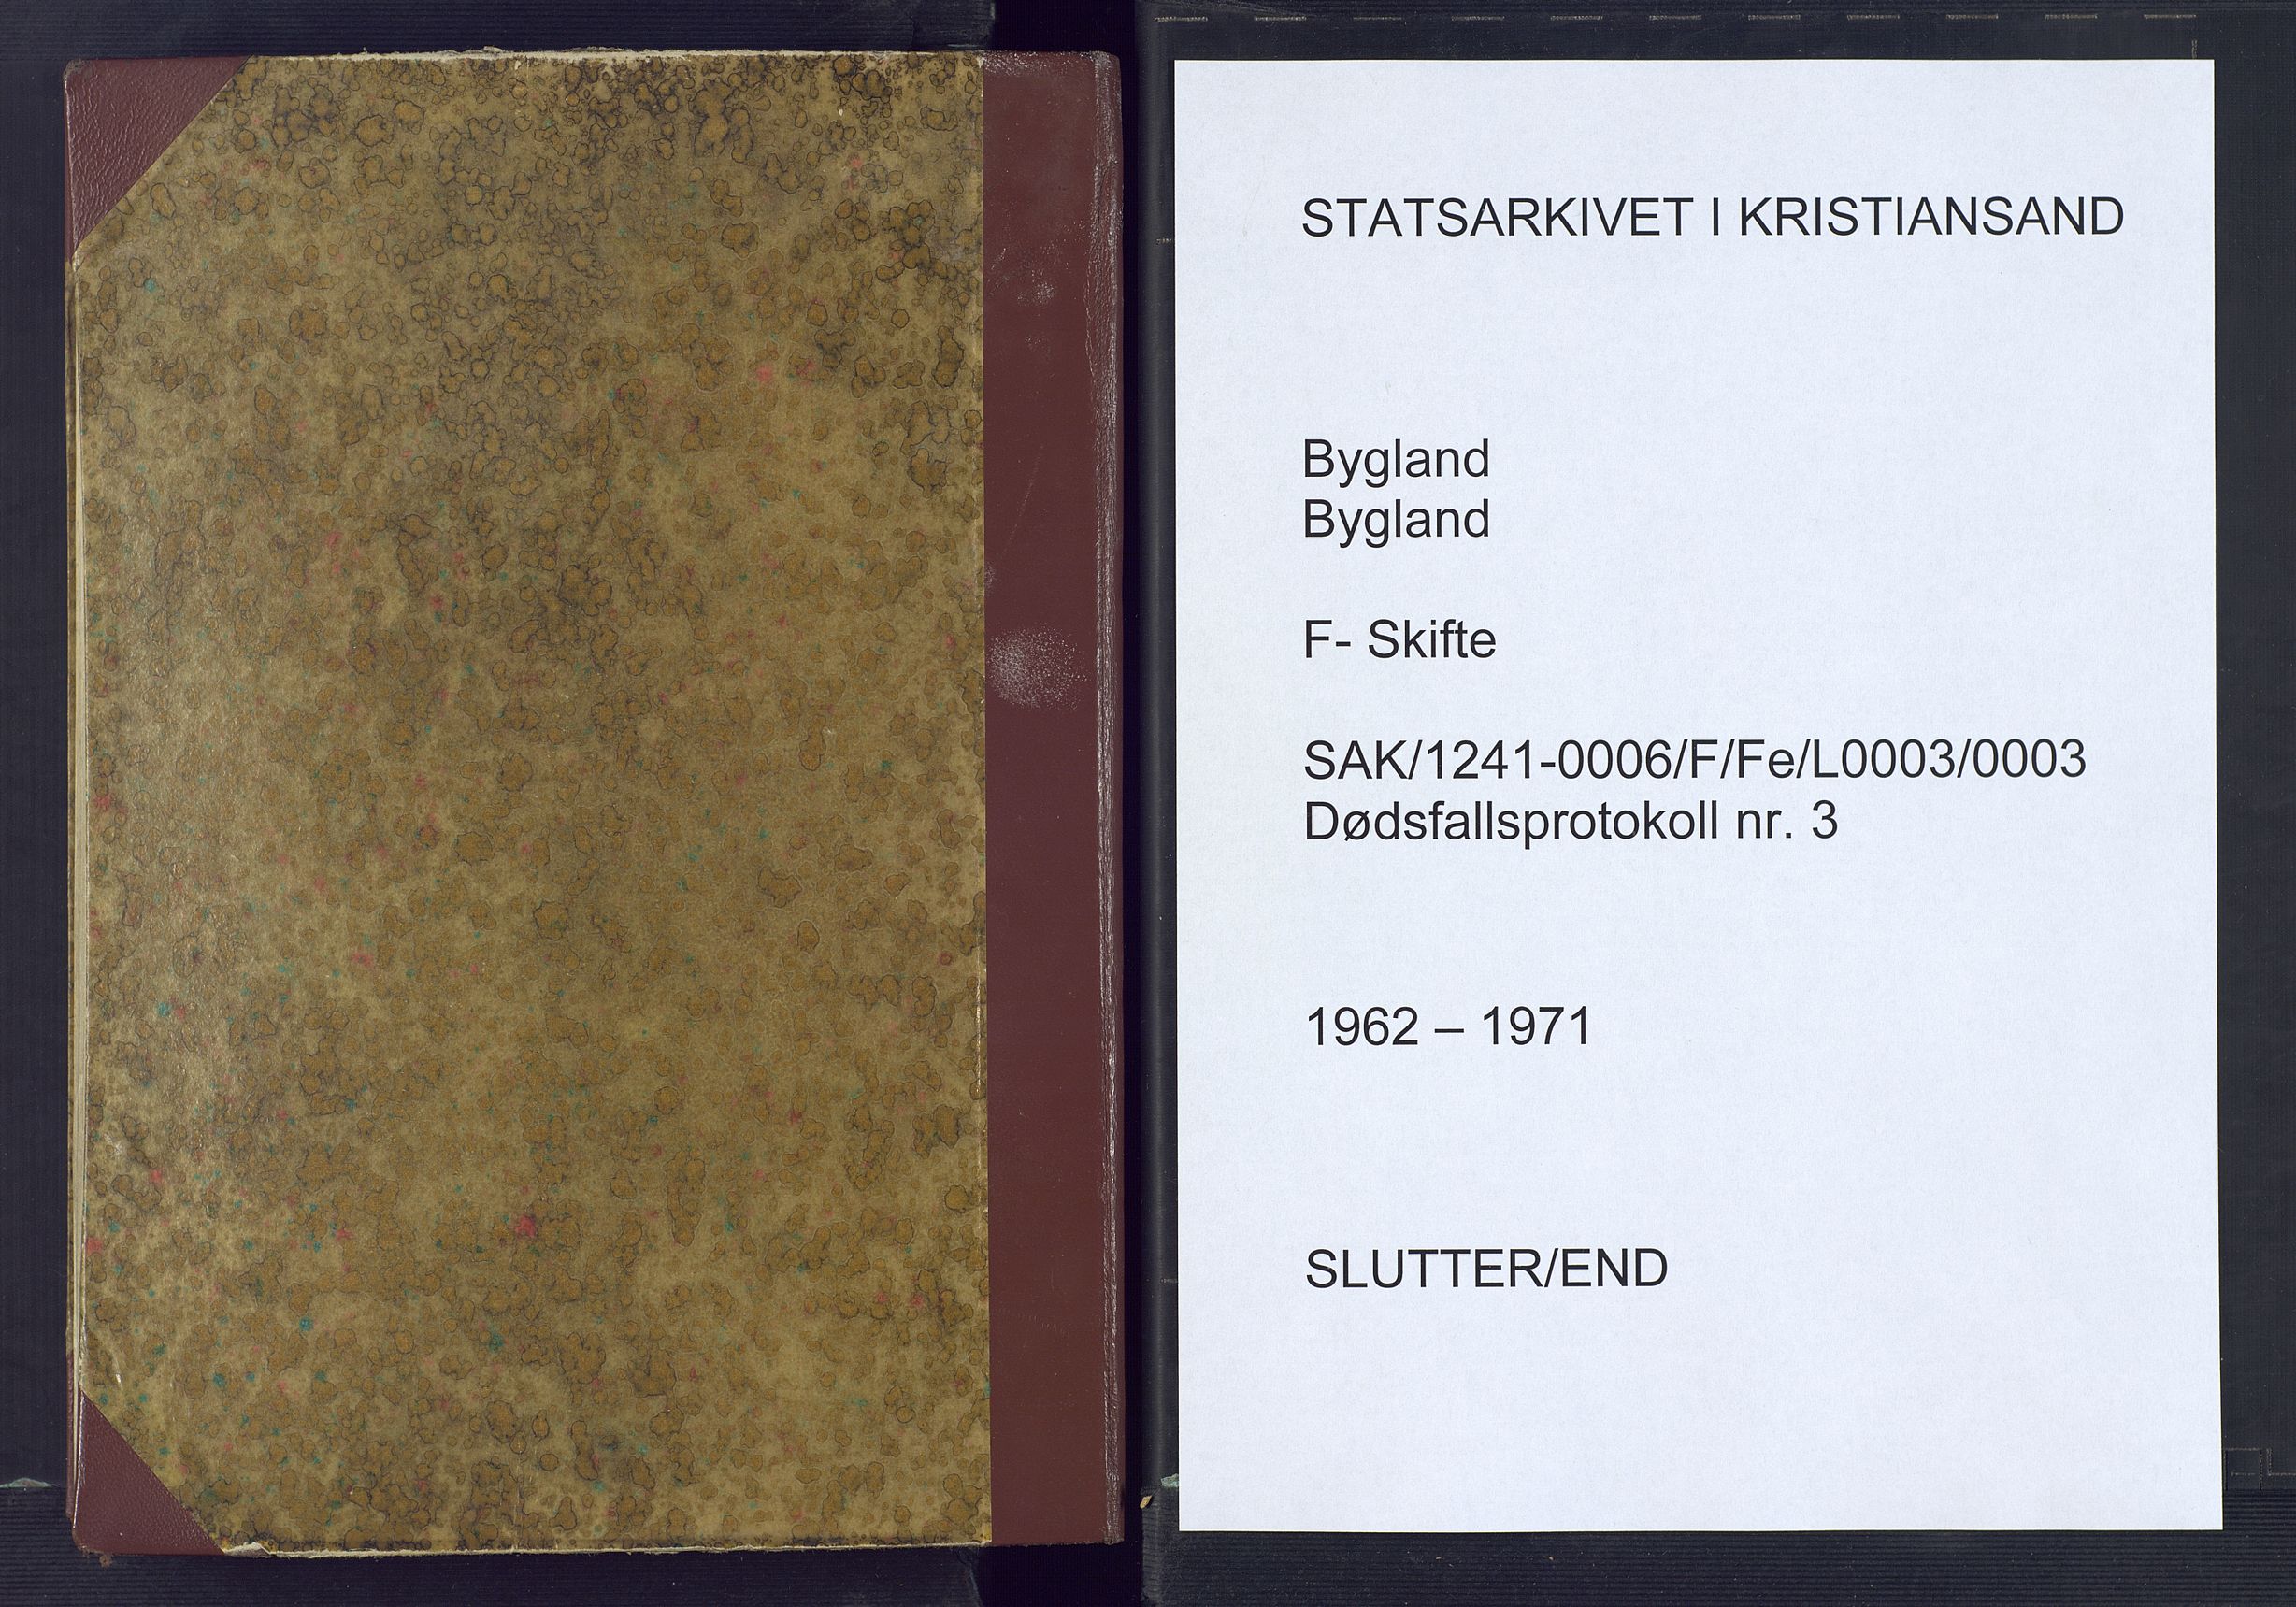 STATSARKIVET I KRISTIANSAND
Bygland
Bygland
F- Skifte
SAK/1241-0006/F/Fe/L0003/0003
Dødsfallsprotokoll nr. 3
1962 – 1971
SLUTTER/END